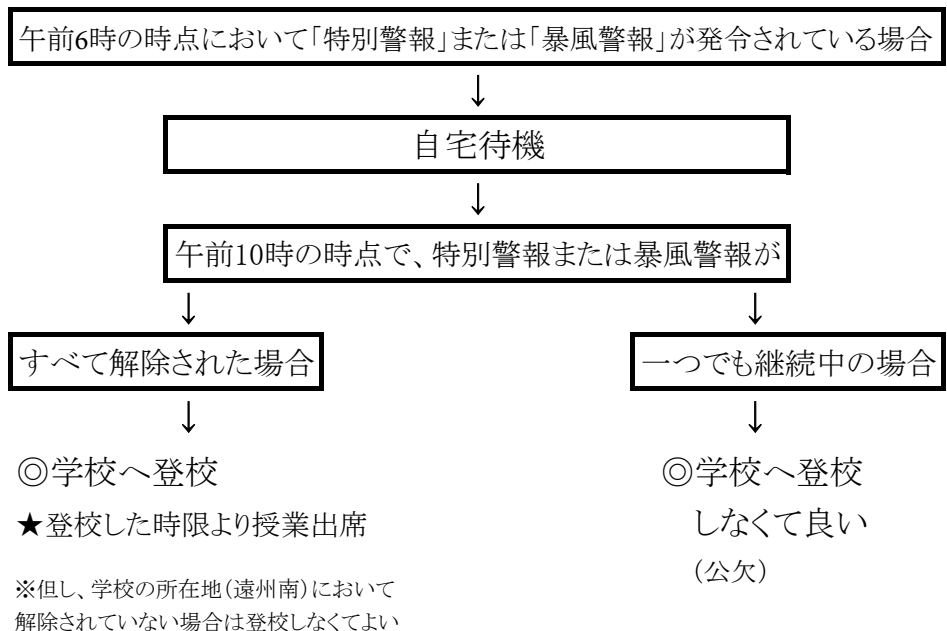 午前6時の時点において「特別警報」または「暴風警報」が発令されている場合
↓
自宅待機
↓
午前10時の時点で、特別警報または暴風警報が
↓
すべて解除された場合
↓
◎学校へ登校
★登校した時限より授業出席
※但し、学校の所在地(遠州南)において
解除されていない場合は登校しなくてよい
↓
一つでも継続中の場合
↓
◎学校へ登校
しなくて良い
(公欠)